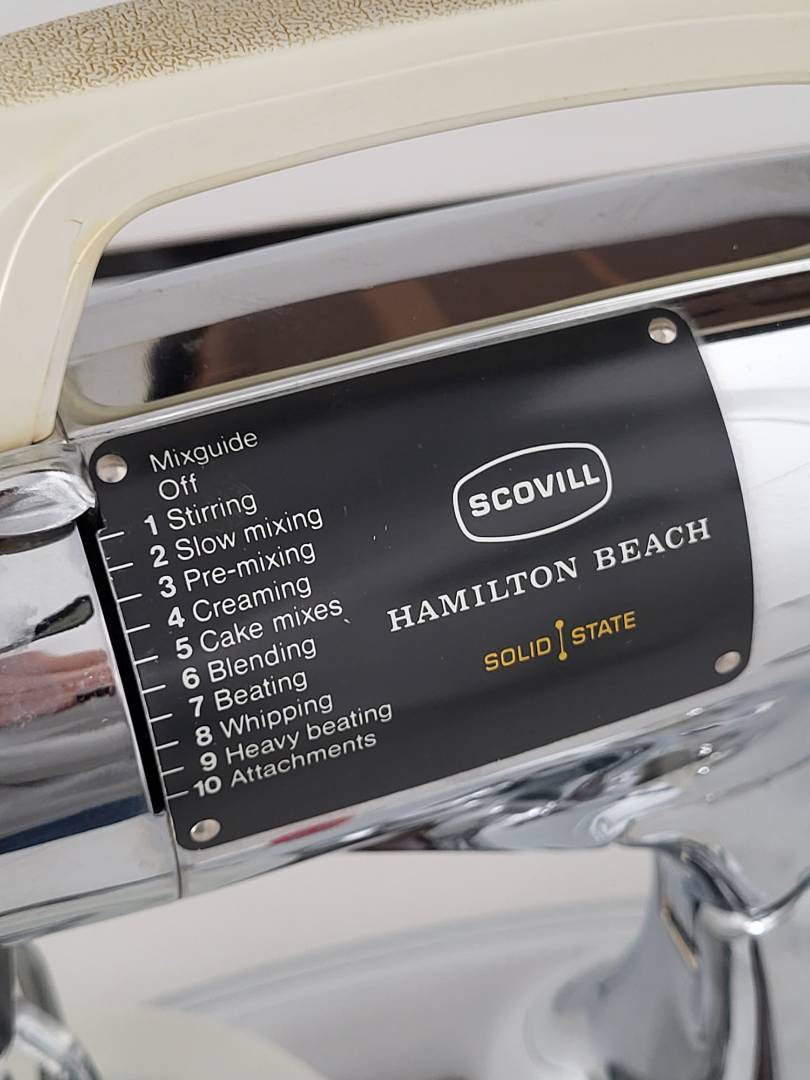 Mixguide
Off
1 Stirring
2 Slow mixing
3 Pre-mixing
4 Creaming
5 Cake mixes
6 Blending
7 Beating
8 Whipping
9 Heavy beating
10 Attachments
SCOVILL
HAMILTON BEACH
SOLID STATE